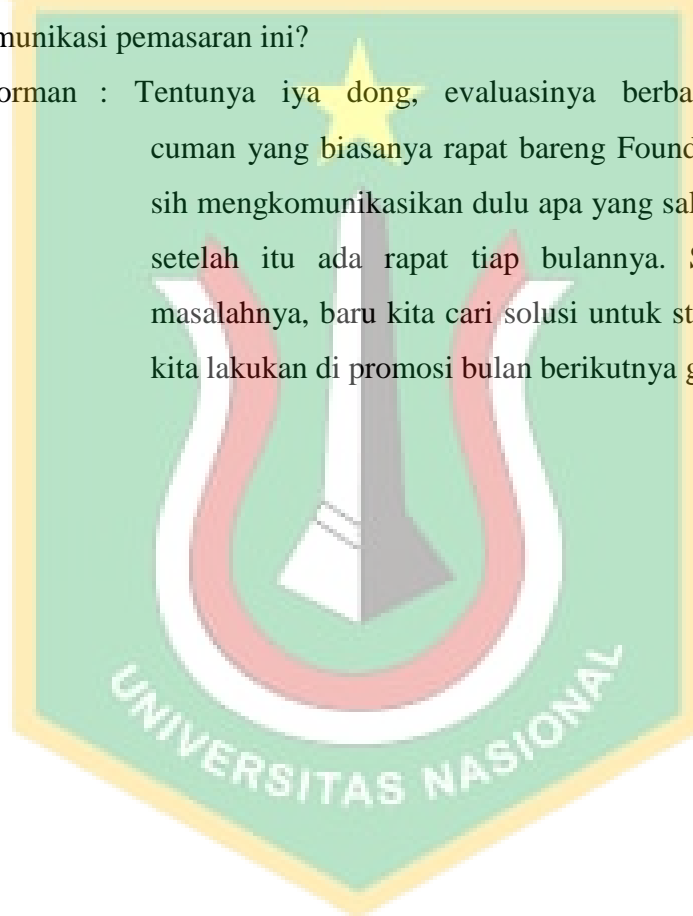 munikasi pemasaran ini?
orman : Tentunya iya dong, evaluasinya berba
cuman yang biasanya rapat bareng Found
sih mengkomunikasikan dulu apa yang sal
setelah itu ada rapat tiap bulannya. S
masalahnya, baru kita cari solusi untuk st
kita lakukan di promosi bulan berikutnya g
UNIVERSITAS NASIONAL